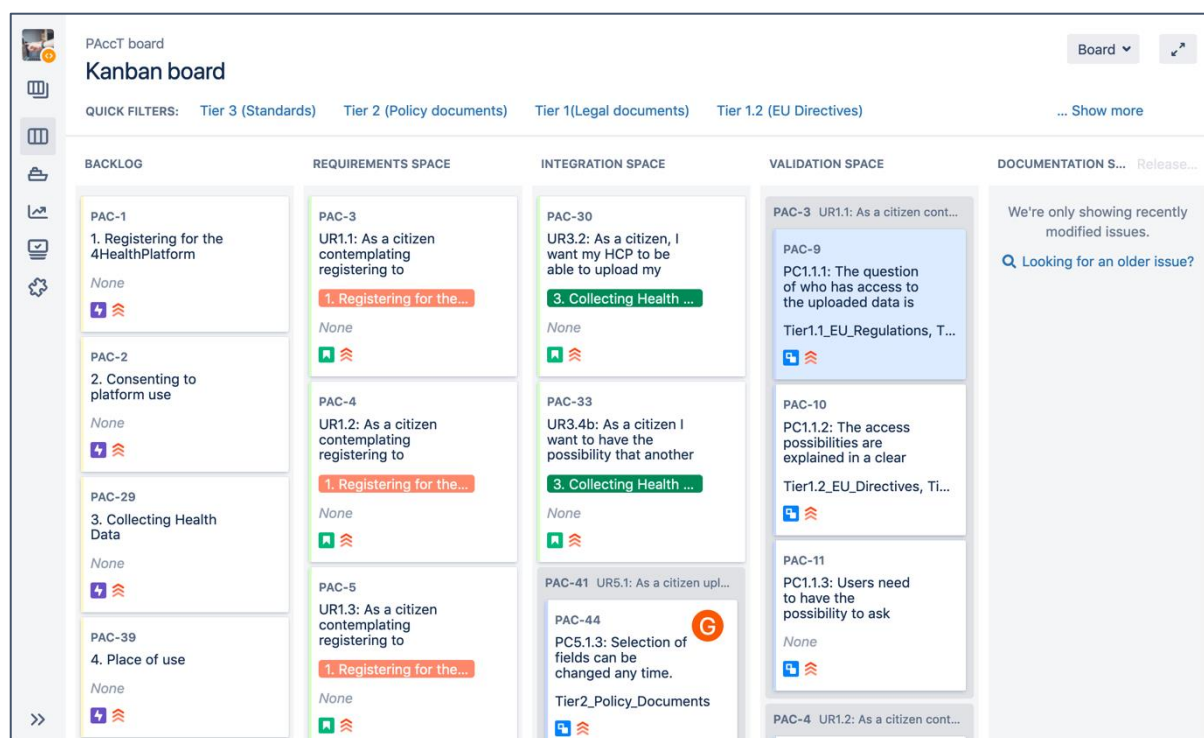 PAccT board
Kanban board
Board
QUICK FILTERS: Tier 3 (Standards) Tier 2 (Policy documents) Tier 1(Legal documents) Tier 1.2 (EU Directives) ... Show more
BACKLOG
PAC-1
1. Registering for the
4HealthPlatform
None
PAC-2
2. Consenting to
platform use
None
PAC-29
3. Collecting Health
Data
None
PAC-39
4. Place of use
None
REQUIREMENTS SPACE
PAC-3
UR1.1: As a citizen
contemplating
registering to
1. Registering for the...
None
PAC-4
UR1.2: As a citizen
contemplating
registering to
1. Registering for the...
None
PAC-5
UR1.3: As a citizen
contemplating
registering to
1. Registering for the...
None
INTEGRATION SPACE
PAC-30
UR3.2: As a citizen, I
want my HCP to be
able to upload my
3. Collecting Health ...
None
PAC-33
UR3.4b: As a citizen I
want to have the
possibility that another
3. Collecting Health ...
None
PAC-41 UR5.1: As a citizen upl...
PAC-44
G
PC5.1.3: Selection of
fields can be
changed any time.
Tier2_Policy_Documents
VALIDATION SPACE
PAC-3 UR1.1: As a citizen cont...
PAC-9
PC1.1.1: The question
of who has access to
the uploaded data is
Tier1.1_EU_Regulations, T...
PAC-10
PC1.1.2: The access
possibilities are
explained in a clear
Tier1.2_EU_Directives, Ti...
PAC-11
PC1.1.3: Users need
to have the
possibility to ask
None
PAC-4 UR1.2: As a citizen cont...
DOCUMENTATION S... Release...
We're only showing recently
modified issues.
Looking for an older issue?